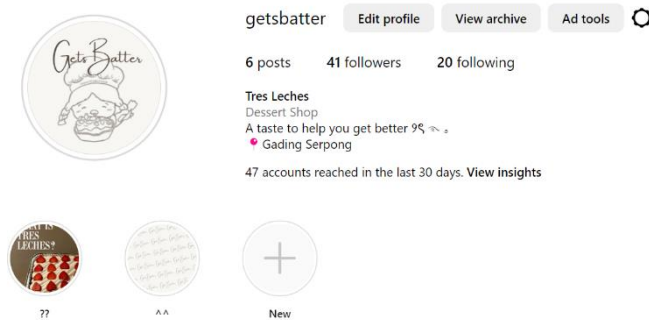 getsbatter Edit profile View archive Ad tools
Gets Batter
6 posts 41 followers 20 following
Tres Leches
Dessert Shop
A taste to help you get better
Gading Serpong
47 accounts reached in the last 30 days. View insights
WHAT IS
TRES
LECHES?
?? ^^ New